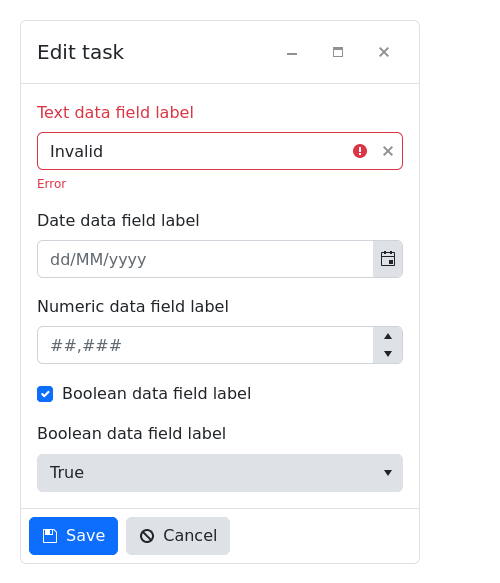 Edit task
Text data field label
Invalid
Error
Date data field label
dd/MM/yyyy
Numeric data field label
##,###
Boolean data field label
Boolean data field label
True
Save Cancel